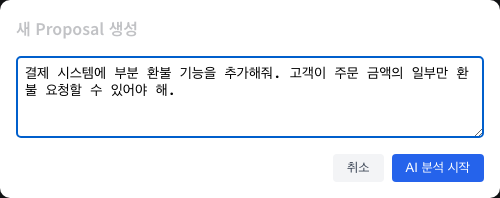 새 Proposal 생성
결제 시스템에 부분 환불 기능을 추가해줘. 고객이 주문 금액의 일부만 환
불 요청할 수 있어야 해.
취소
AI 분석 시작